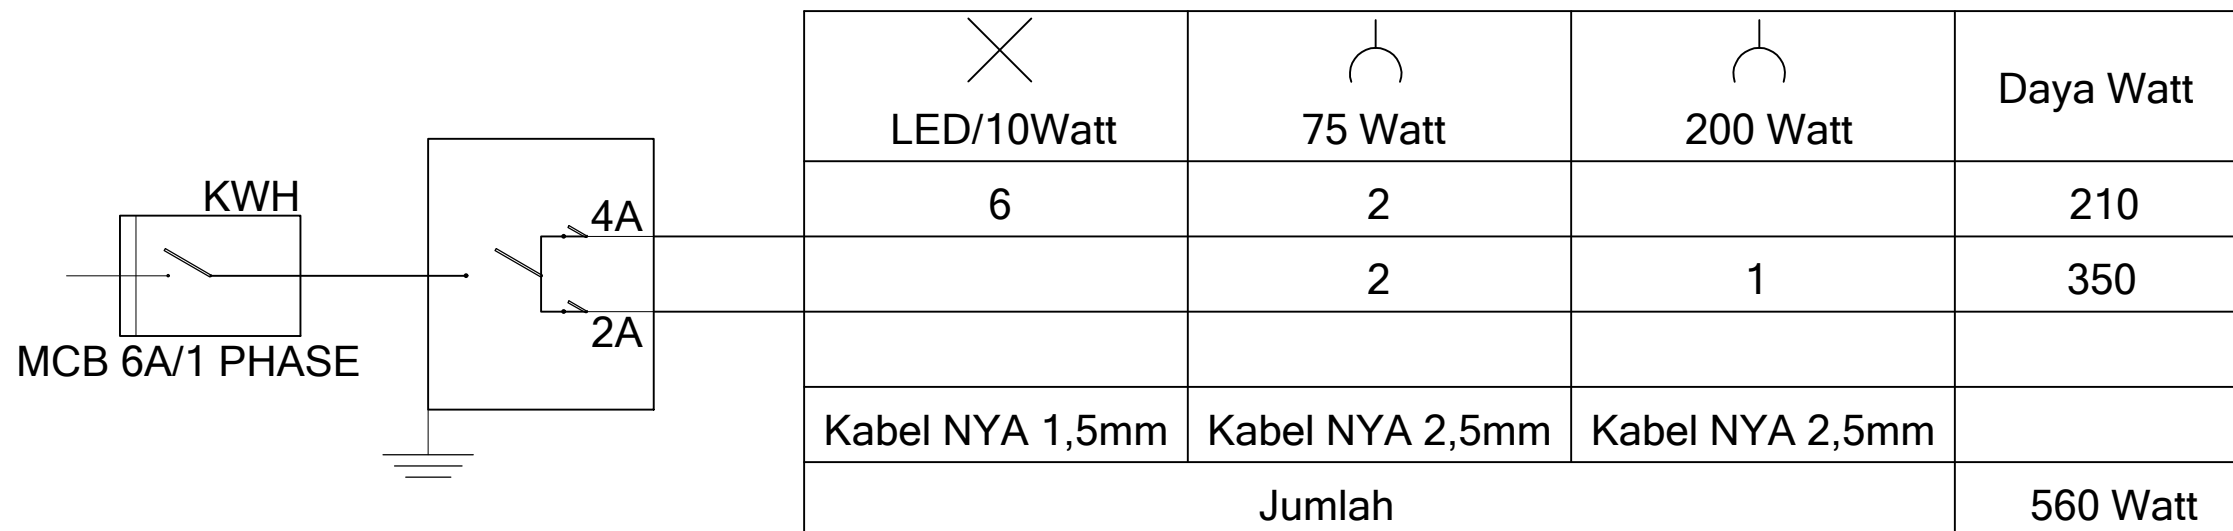 KWH
MCB 6A/1 PHASE
4A
2A
LED/10Watt 75 Watt 200 Watt Daya Watt
6 2 210
2 1 350
Kabel NYA 1,5mm Kabel NYA 2,5mm Kabel NYA 2,5mm
Jumlah 560 Watt